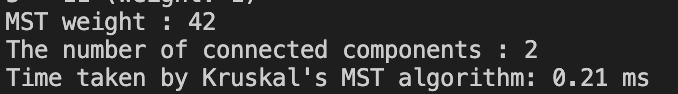 MST weight : 42
The number of connected components : 2
Time taken by Kruskal's MST algorithm: 0.21 ms